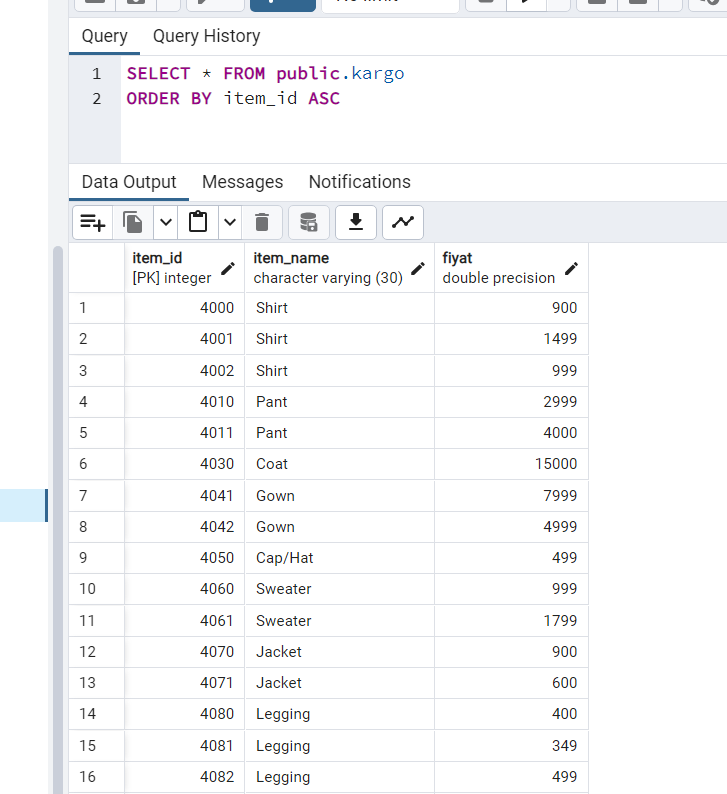 Query Query History
1 SELECT * FROM public.kargo
2 ORDER BY item_id ASC
Data Output Messages Notifications
item_id item_name fiyat
[PK] integer character varying (30) double precision
1 4000 Shirt 900
2 4001 Shirt 1499
3 4002 Shirt 999
4 4010 Pant 2999
5 4011 Pant 4000
6 4030 Coat 15000
7 4041 Gown 7999
8 4042 Gown 4999
9 4050 Cap/Hat 499
10 4060 Sweater 999
11 4061 Sweater 1799
12 4070 Jacket 900
13 4071 Jacket 600
14 4080 Legging 400
15 4081 Legging 349
16 4082 Legging 499